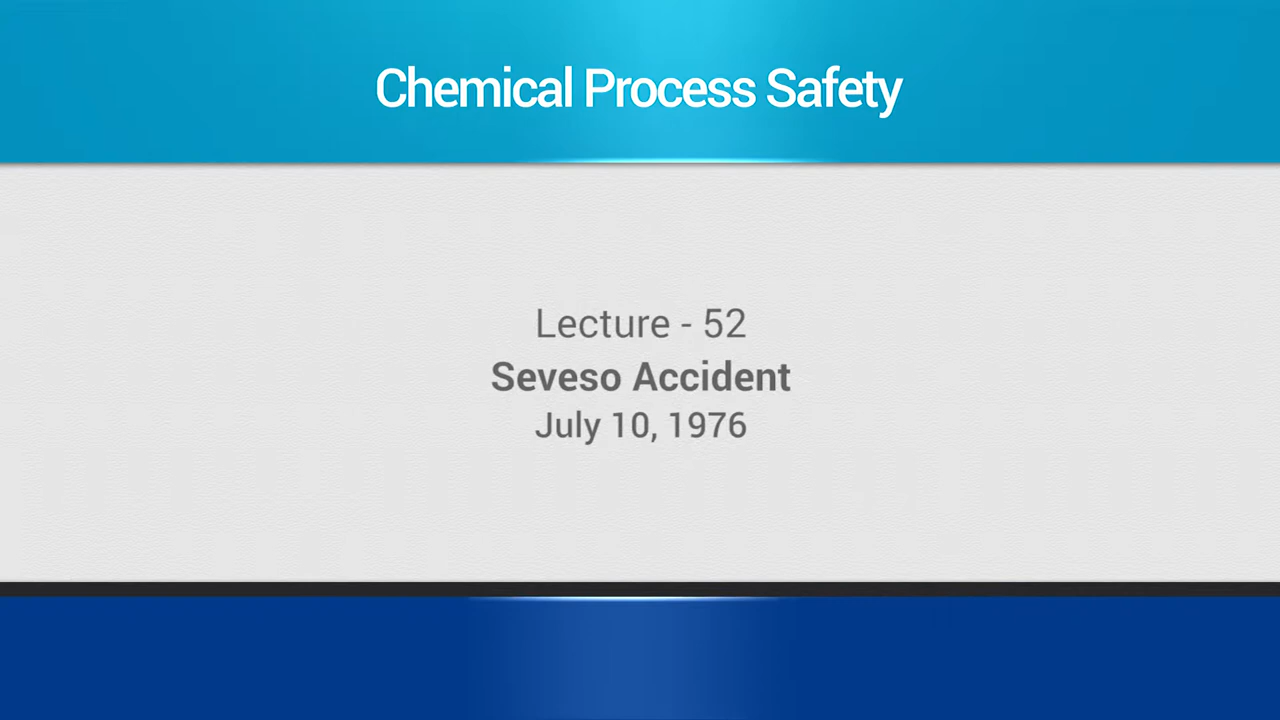 Chemical Process Safety
Lecture - 52
Seveso Accident
July 10, 1976